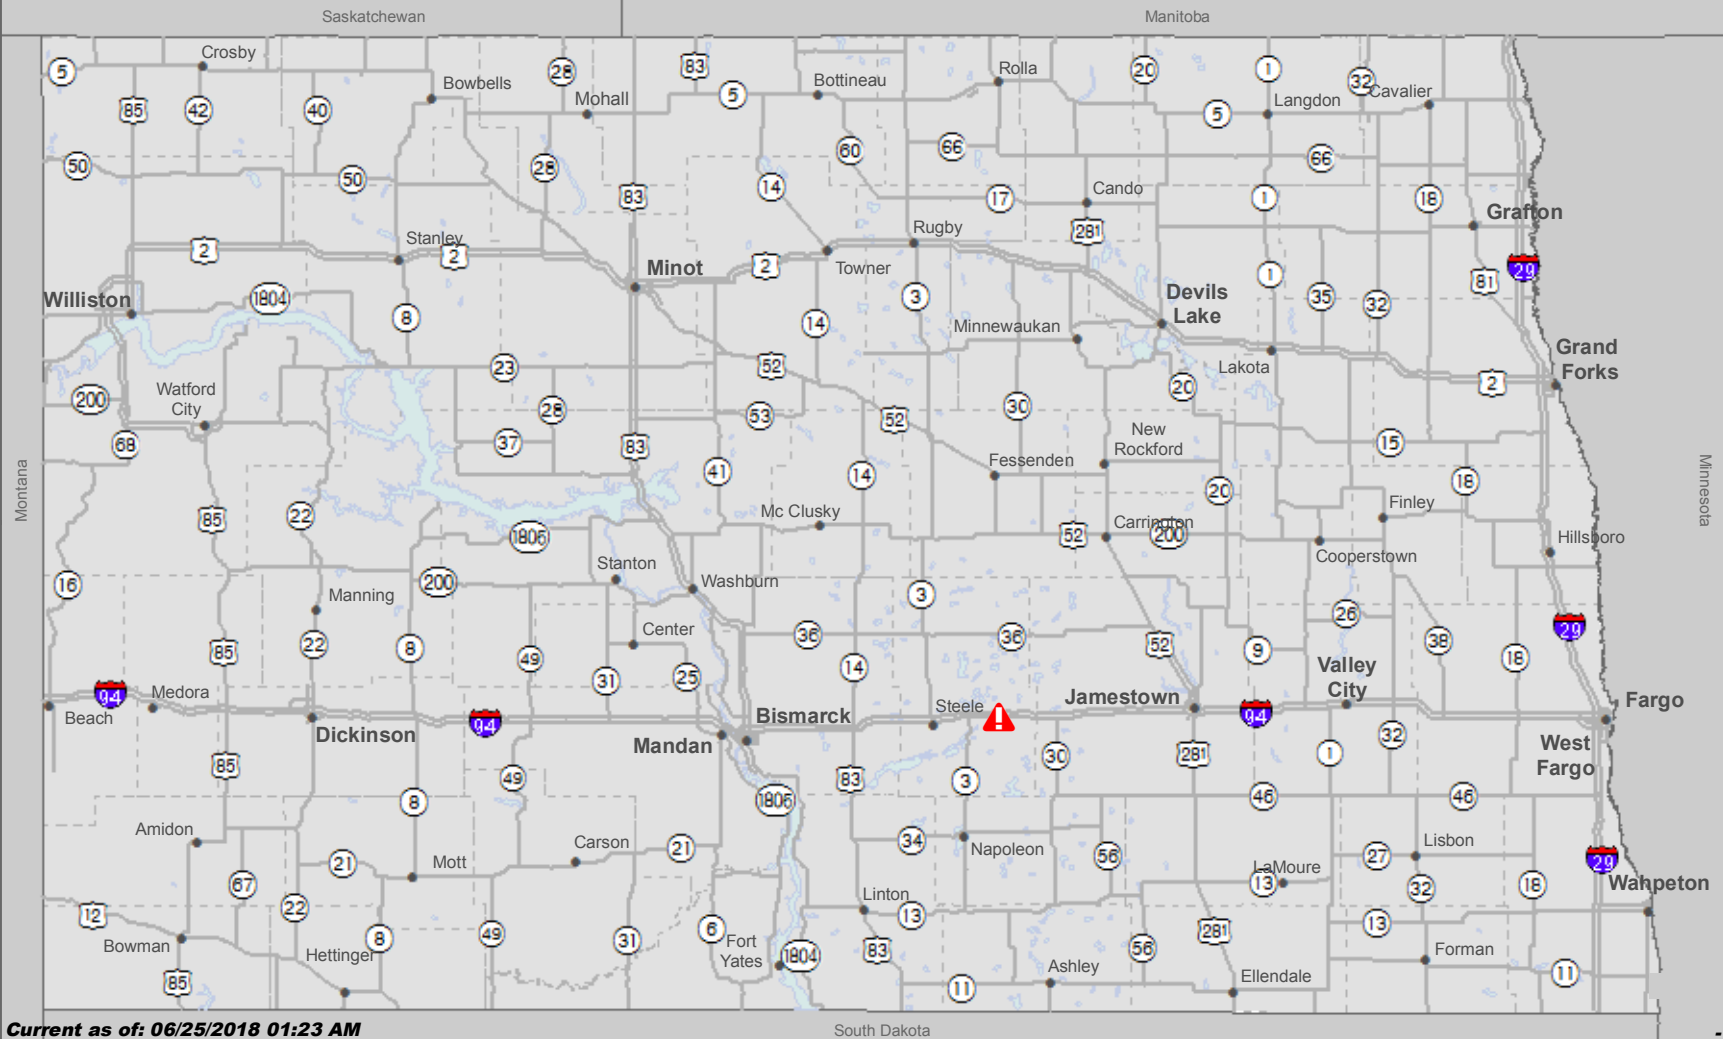 Saskatchewan
Manitoba
Crosby
Rolla
5
28
83
20
1
32
Bowbells
Bottineau
Cavalier
85
42
40
Mohall
5
5
Langdon
50
50
28
60
66
66
83
14
17
Cando
1
18
Grafton
2
Stanley
2
281
Rugby
Minot
2
Towner
1
29
81
Williston
1804
8
14
3
Devils
Lake
35
32
Minnewaukan
Grand
Forks
23
52
Lakota
200
Watford
City
28
53
52
30
20
2
68
37
83
New
Rockford
15
Montana
41
14
Fessenden
20
18
Minnesota
85
22
1806
Mc Clusky
52
Carrington
200
Finley
Cooperstown
Hillsboro
16
200
Stanton
Washburn
3
Manning
26
85
22
8
49
Center
36
36
52
9
38
29
18
31
25
14
Valley
City
94
Medora
Beach
Dickinson
94
Mandan
Bismarck
Steele
Jamestown
94
Fargo
West
Fargo
85
49
83
3
30
281
1
32
8
1806
46
46
Amidon
21
Mott
Carson
21
34
Napoleon
56
27
Lisbon
LaMoure
13
67
22
32
18
29
Wahpeton
12
Bowman
8
49
31
6
Linton
13
83
56
281
13
Forman
Hettinger
Fort
Yates
1804
85
11
Ashley
Ellendale
11
Current as of: 06/25/2018 01:23 AM
South Dakota
-